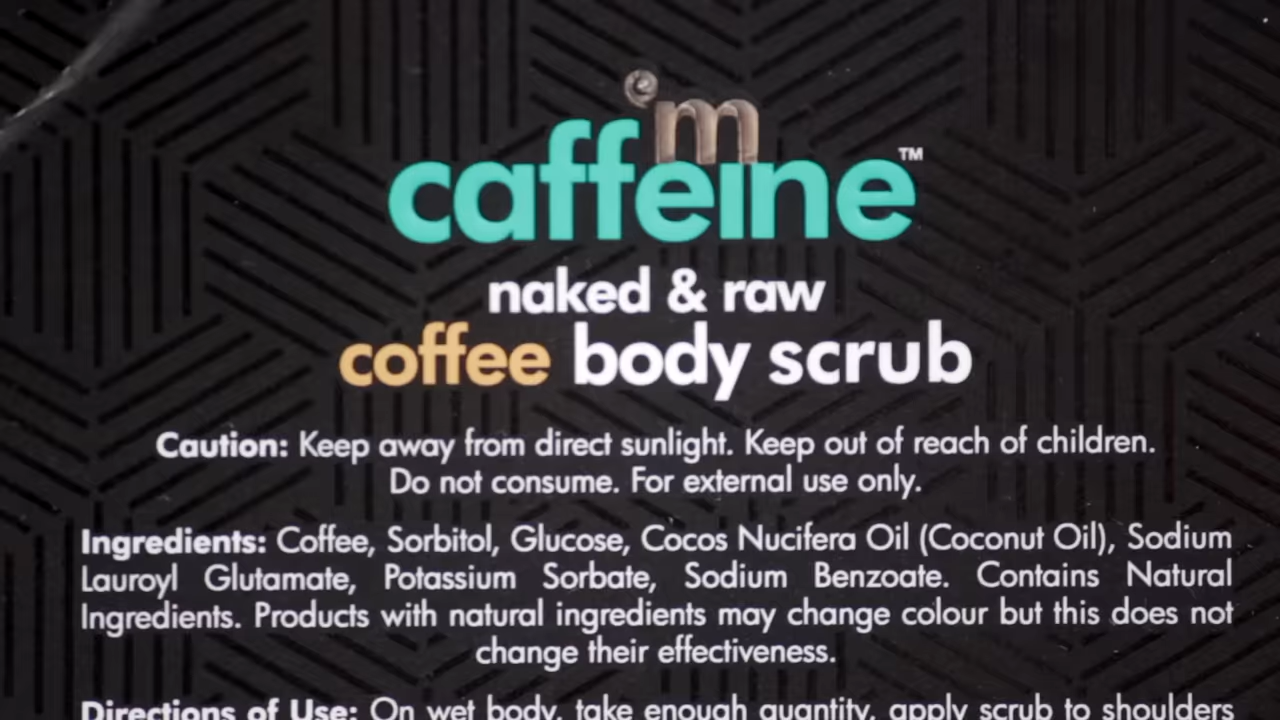 'm
caffeine™
naked & raw
coffee body scrub
Caution: Keep away from direct sunlight. Keep out of reach of children.
Do not consume. For external use only.
Ingredients: Coffee, Sorbitol, Glucose, Cocos Nucifera Oil (Coconut Oil), Sodium
Lauroyl Glutamate, Potassium Sorbate, Sodium Benzoate. Contains Natural
Ingredients. Products with natural ingredients may change colour but this does not
change their effectiveness.
Directions of Use: On wet body, take enough quantity, apply scrub to shoulders